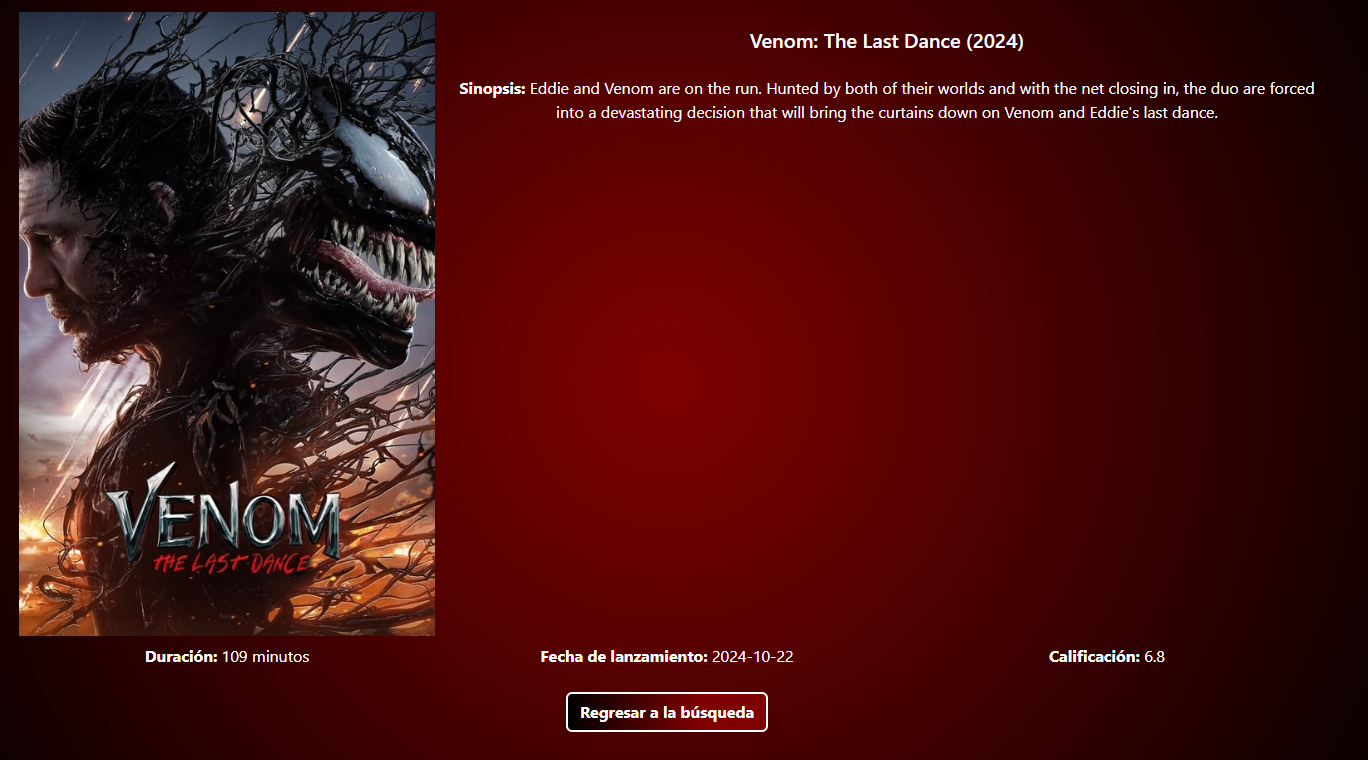 Venom: The Last Dance (2024)
Sinopsis: Eddie and Venom are on the run. Hunted by both of their worlds and with the net closing in, the duo are forced
into a devastating decision that will bring the curtains down on Venom and Eddie's last dance.
VENOM
THE LAST DANCE
Duración: 109 minutos
Fecha de lanzamiento: 2024-10-22
Calificación: 6.8
Regresar a la búsqueda